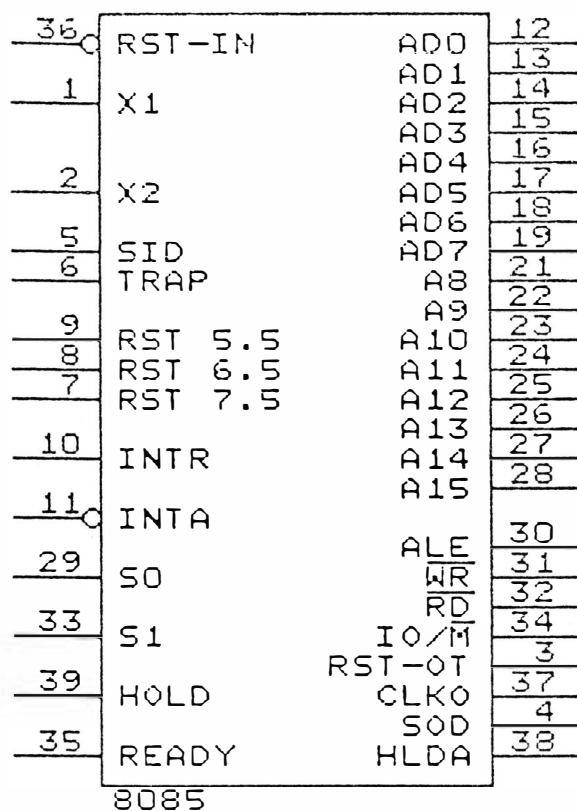 36 RST-IN AD0 12
AD1 13
1 X1 AD2 14
AD3 15
AD4 16
2 X2 AD5 17
AD6 18
5 SID AD7 19
6 TRAP A8 21
A9 22
9 RST 5.5 A10 23
8 RST 6.5 A11 24
7 RST 7.5 A12 25
A13 26
10 INTR A14 27
A15 28
11 INTA
ALE 30
29 S0 WR 31
RD 32
33 S1 IO/M 34
RST-OT 3
39 HOLD CLKO 37
SOD 4
35 READY HLDA 38
8085